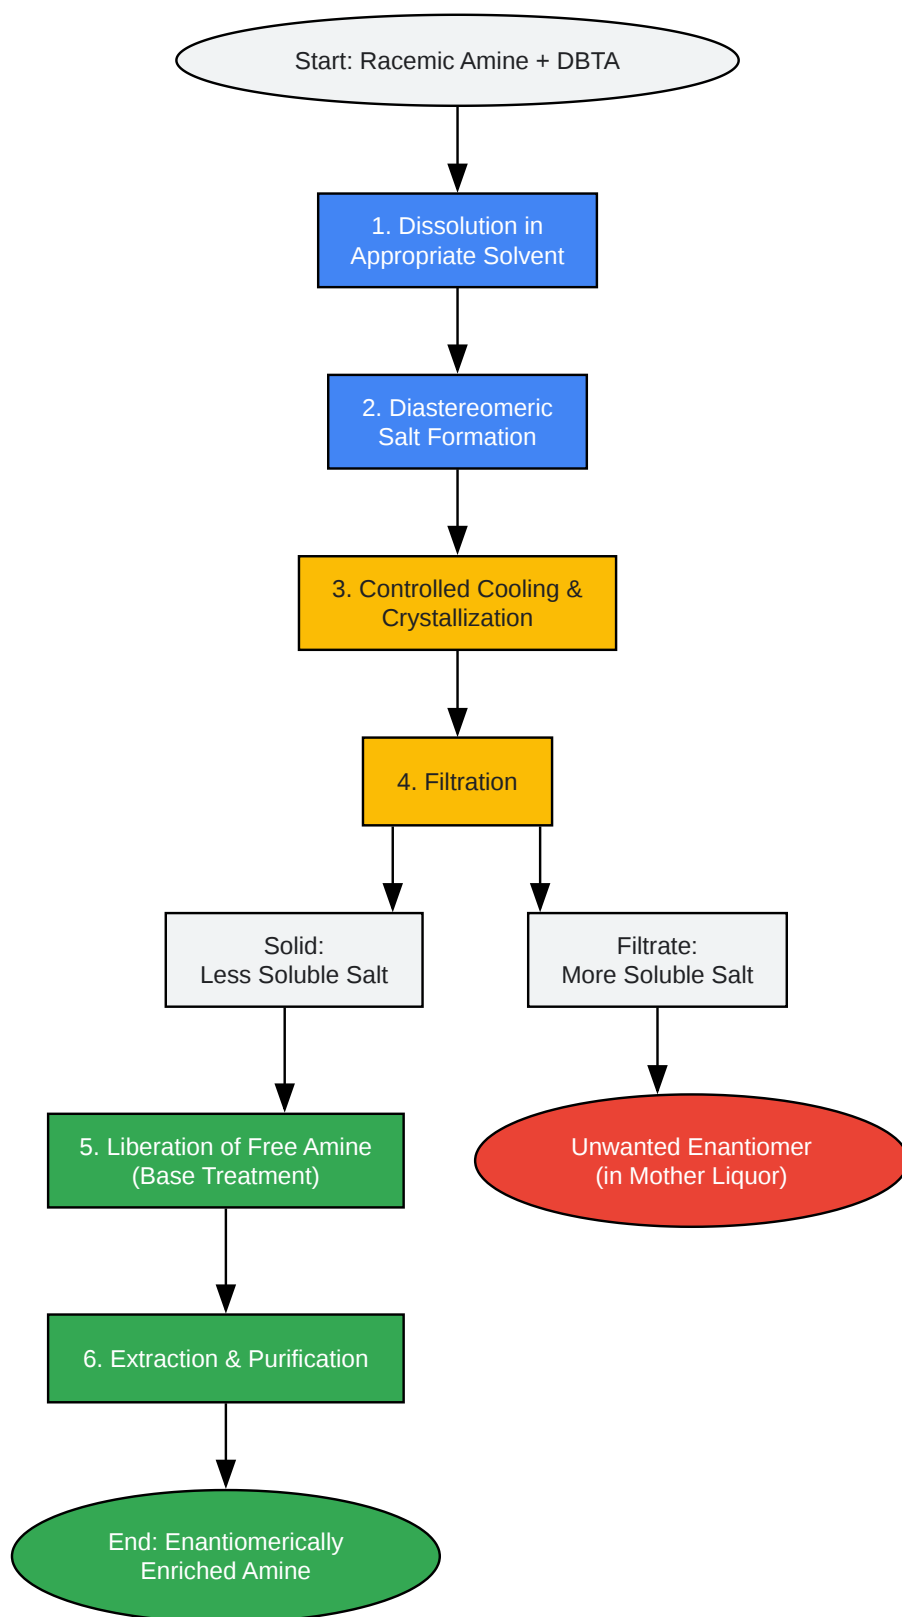 Start: Racemic Amine + DBTA
1. Dissolution in
Appropriate Solvent
2. Diastereomeric
Salt Formation
3. Controlled Cooling &
Crystallization
4. Filtration
Solid:
Less Soluble Salt
Filtrate:
More Soluble Salt
5. Liberation of Free Amine
(Base Treatment)
Unwanted Enantiomer
(in Mother Liquor)
6. Extraction & Purification
End: Enantiomerically
Enriched Amine